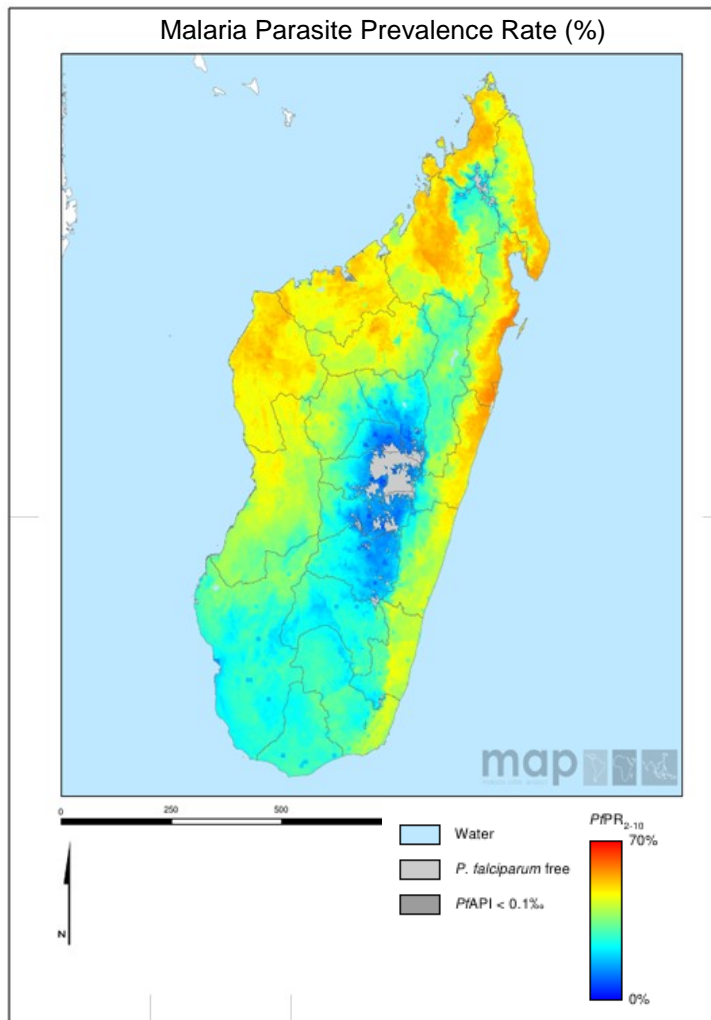 Malaria Parasite Prevalence Rate (%)
map
0 250 500
N
Water
P. falciparum free
PfAPI < 0.1‰
PfPR2-10
70%
0%